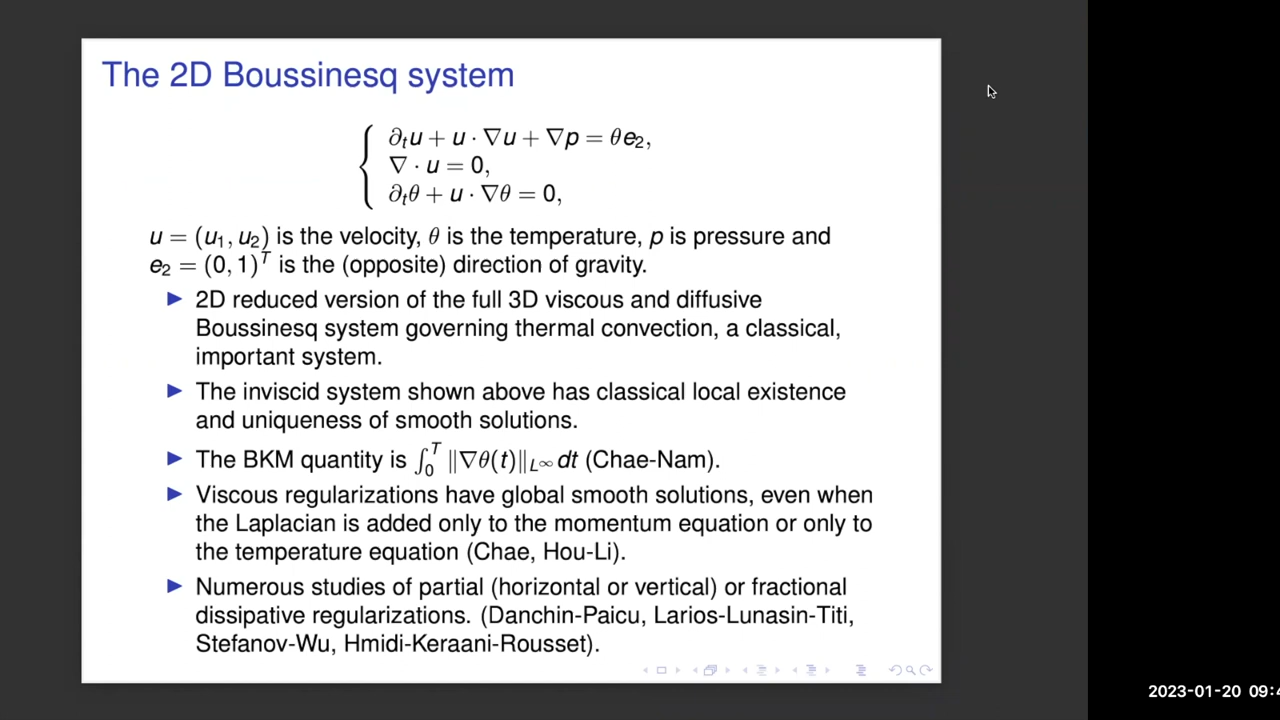 The 2D Boussinesq system
∂ₜu + u · ∇u + ∇p = θe₂,
∇ · u = 0,
∂ₜθ + u · ∇θ = 0,
u = (u₁, u₂) is the velocity, θ is the temperature, p is pressure and
e₂ = (0, 1)ᵀ is the (opposite) direction of gravity.
▶ 2D reduced version of the full 3D viscous and diffusive
Boussinesq system governing thermal convection, a classical,
important system.
▶ The inviscid system shown above has classical local existence
and uniqueness of smooth solutions.
▶ The BKM quantity is ∫₀ᵀ ‖∇θ(t)‖_{L^∞} dt (Chae-Nam).
▶ Viscous regularizations have global smooth solutions, even when
the Laplacian is added only to the momentum equation or only to
the temperature equation (Chae, Hou-Li).
▶ Numerous studies of partial (horizontal or vertical) or fractional
dissipative regularizations. (Danchin-Paicu, Larios-Lunasin-Titi,
Stefanov-Wu, Hmidi-Keraani-Rousset).
2023-01-20 09:4